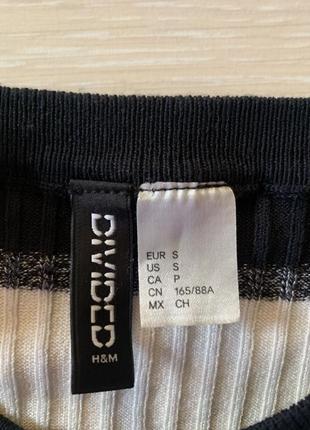 DIVIDED
H&M
EUR S
US S
CA P
CN 165/88A
MX CH